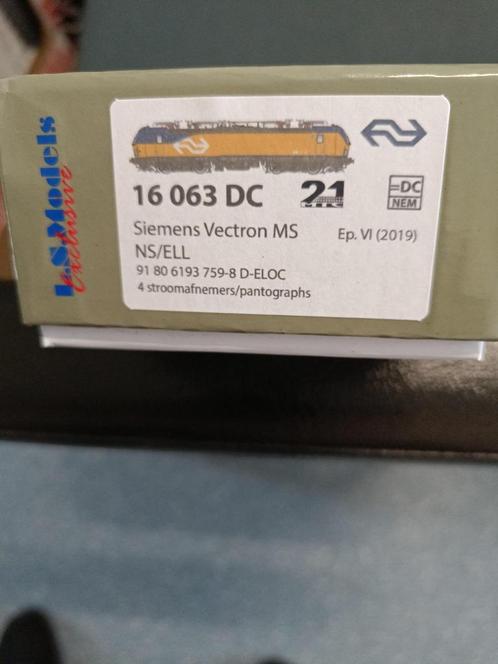 L.S.Models
Exclusive
16 063 DC
21
MTC
=DC
NEM
Siemens Vectron MS
Ep. VI (2019)
NS/ELL
91 80 6193 759-8 D-ELOC
4 stroomafnemers/pantographs